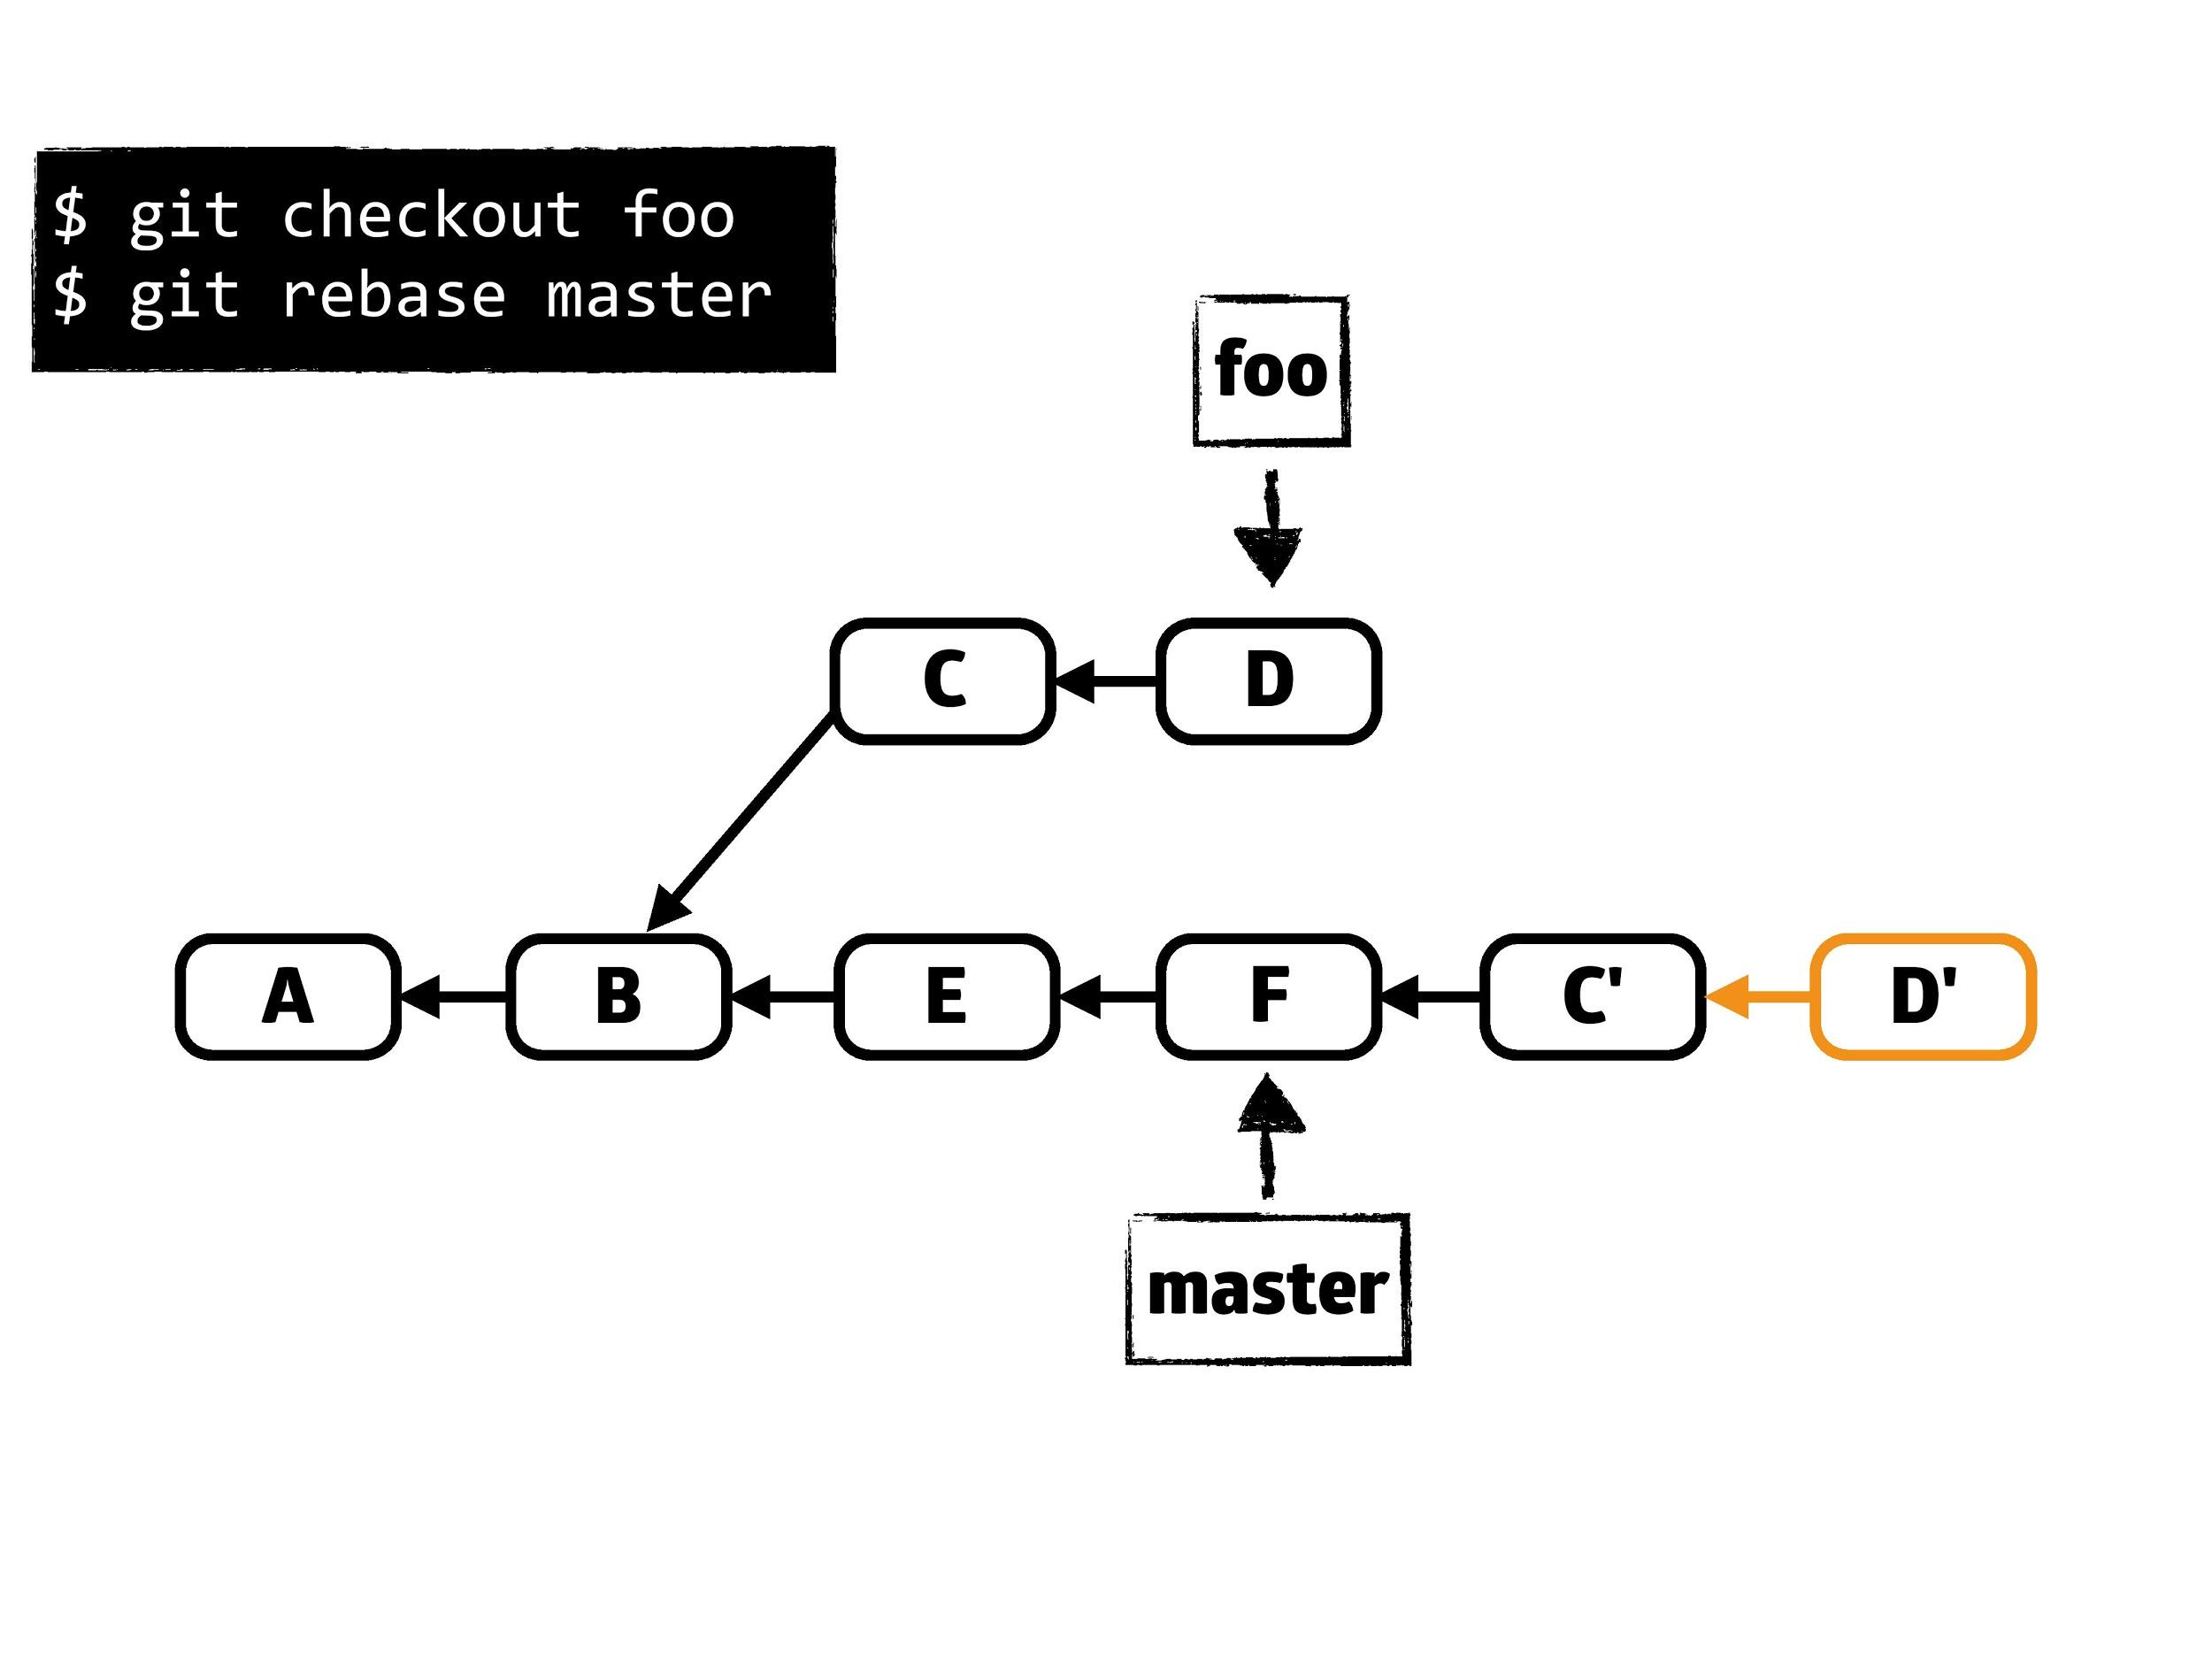 $ git checkout foo
$ git rebase master
foo
C
D
A
B
E
F
C'
D'
master